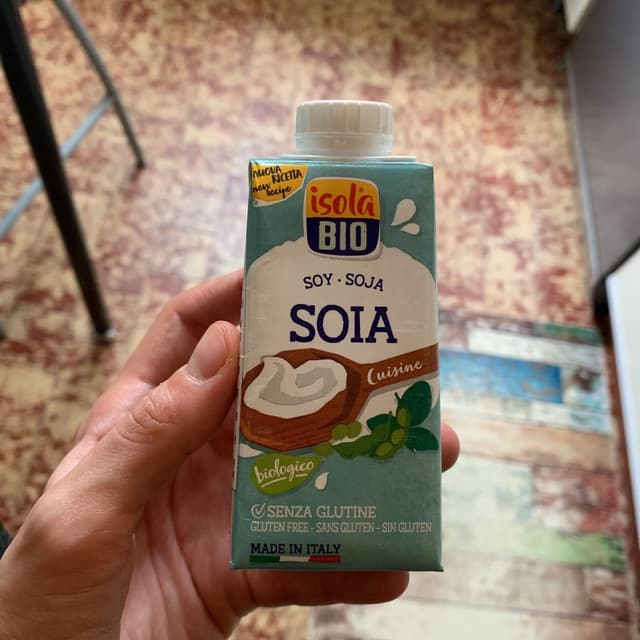 NUOVA
RICETTA
new
recipe
isola
BIO
SOY · SOJA
SOIA
Cuisine
biologico
SENZA GLUTINE
GLUTEN FREE - SANS GLUTEN - SIN GLUTEN
MADE IN ITALY